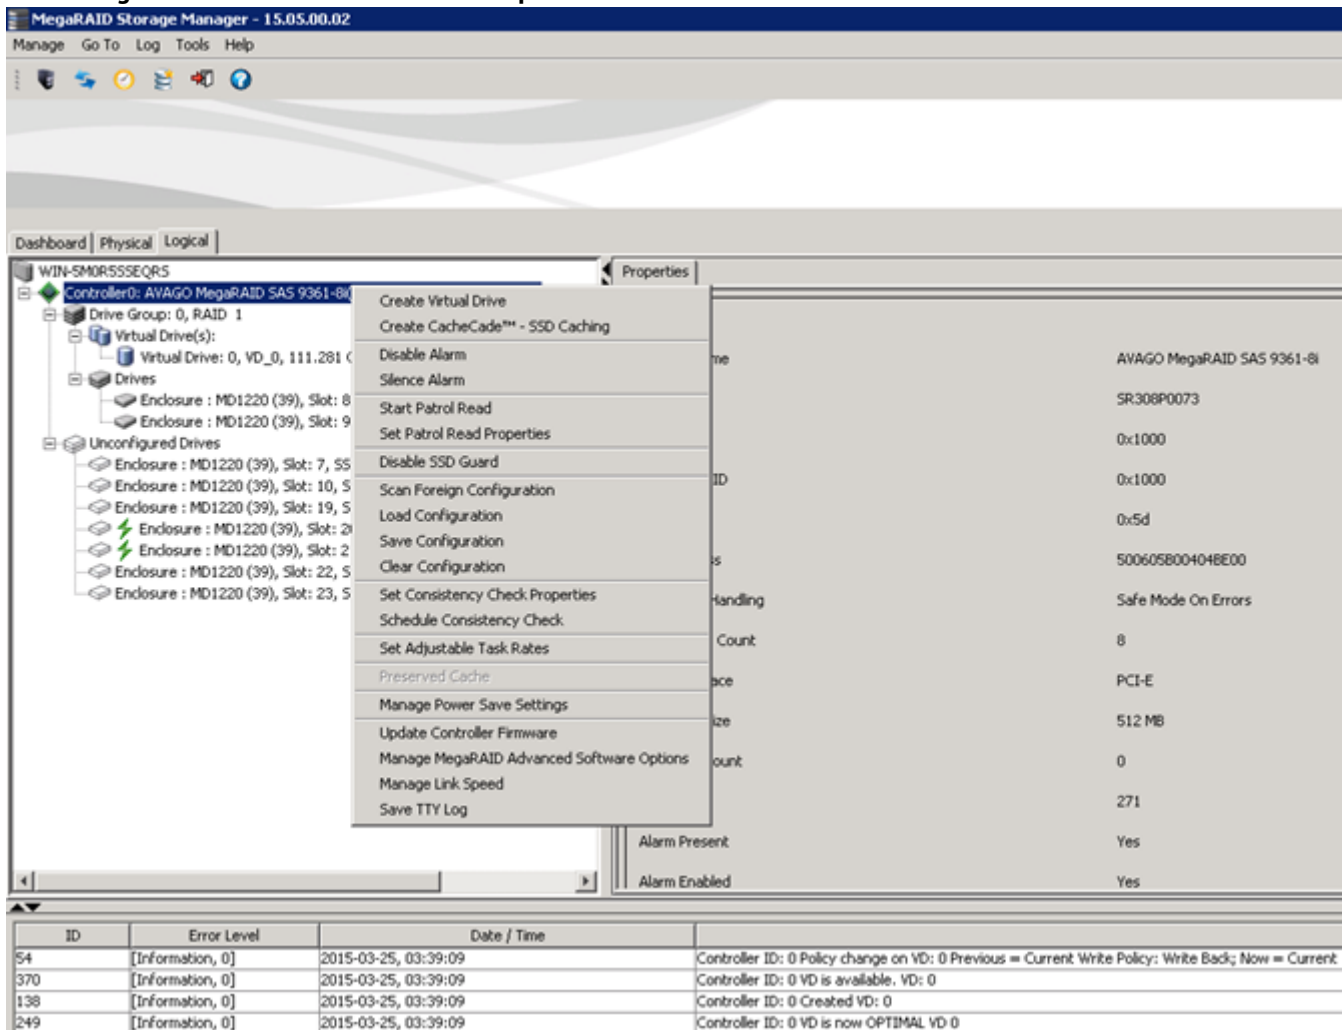 MegaRAID Storage Manager - 15.05.00.02
Manage Go To Log Tools Help
Dashboard Physical Logical
WIN-5M0R5SSEQRS
Controller0: AVAGO MegaRAID SAS 9361-8i(
Drive Group: 0, RAID 1
Virtual Drive(s):
Virtual Drive: 0, VD_0, 111.281 G
Drives
Enclosure : MD1220 (39), Slot: 8
Enclosure : MD1220 (39), Slot: 9
Unconfigured Drives
Enclosure : MD1220 (39), Slot: 7, SS
Enclosure : MD1220 (39), Slot: 10, S
Enclosure : MD1220 (39), Slot: 19, S
Enclosure : MD1220 (39), Slot: 20
Enclosure : MD1220 (39), Slot: 2
Enclosure : MD1220 (39), Slot: 22, S
Enclosure : MD1220 (39), Slot: 23, S
Create Virtual Drive
Create CacheCade™ - SSD Caching
Disable Alarm
Silence Alarm
Start Patrol Read
Set Patrol Read Properties
Disable SSD Guard
Scan Foreign Configuration
Load Configuration
Save Configuration
Clear Configuration
Set Consistency Check Properties
Schedule Consistency Check
Set Adjustable Task Rates
Preserved Cache
Manage Power Save Settings
Update Controller Firmware
Manage MegaRAID Advanced Software Options
Manage Link Speed
Save TTY Log
Properties
me AVAGO MegaRAID SAS 9361-8i
SR308P0073
0x1000
ID 0x1000
0x5d
s 500605B00404BE00
Handling Safe Mode On Errors
Count 8
ace PCI-E
ize 512 MB
ount 0
271
Alarm Present Yes
Alarm Enabled Yes
ID Error Level Date / Time
54 [Information, 0] 2015-03-25, 03:39:09 Controller ID: 0 Policy change on VD: 0 Previous = Current Write Policy: Write Back; Now = Current
370 [Information, 0] 2015-03-25, 03:39:09 Controller ID: 0 VD is available. VD: 0
138 [Information, 0] 2015-03-25, 03:39:09 Controller ID: 0 Created VD: 0
249 [Information, 0] 2015-03-25, 03:39:09 Controller ID: 0 VD is now OPTIMAL VD 0